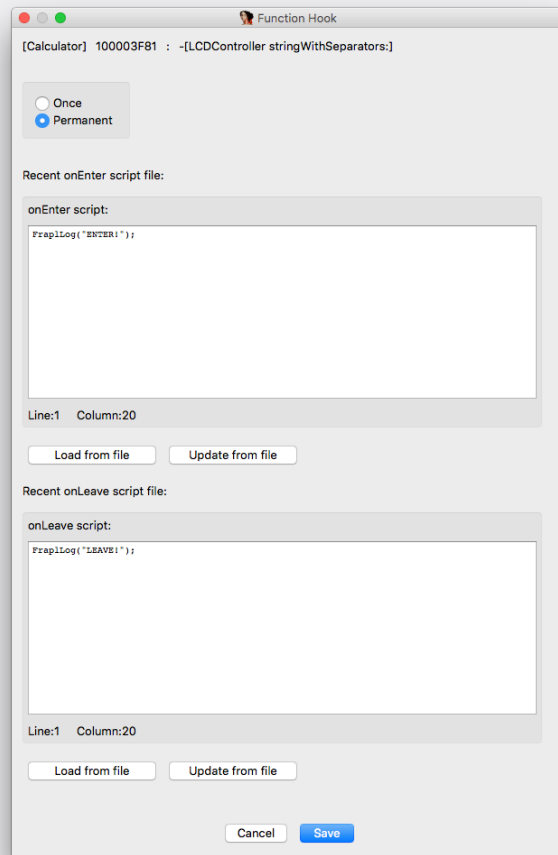 Function Hook
[Calculator] 100003F81 : -[LCDController stringWithSeparators:]
Once
Permanent
Recent onEnter script file:
onEnter script:
FraplLog("ENTER!");
Line:1 Column:20
Load from file Update from file
Recent onLeave script file:
onLeave script:
FraplLog("LEAVE!");
Line:1 Column:20
Load from file Update from file
Cancel Save